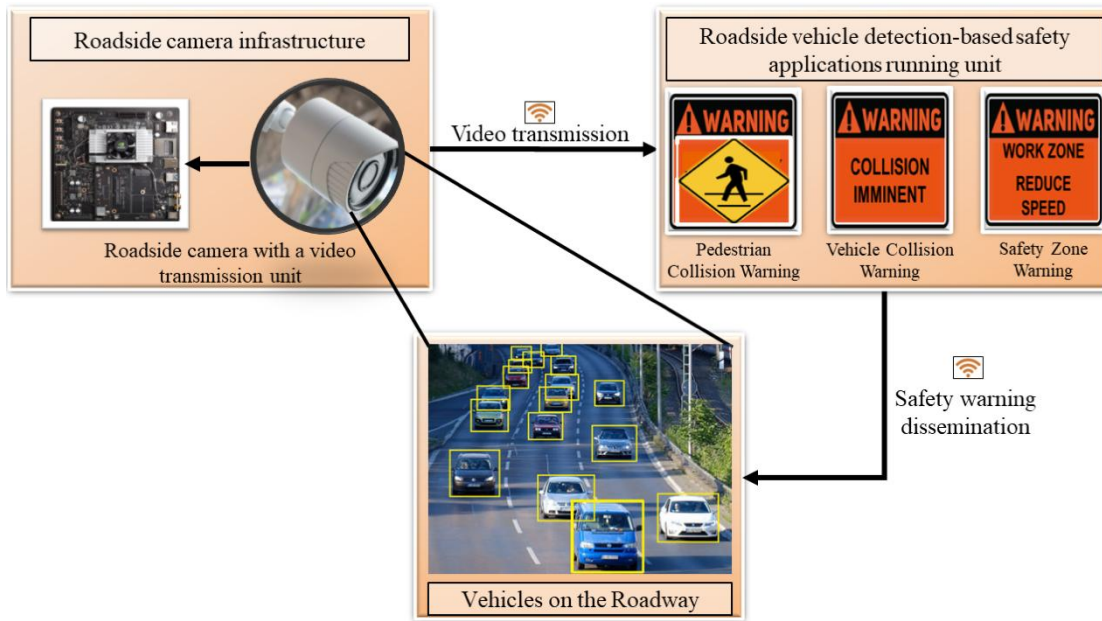 Roadside camera infrastructure
Roadside camera with a video
transmission unit
Video transmission
Roadside vehicle detection-based safety
applications running unit
WARNING
WARNING
COLLISION
IMMINENT
WARNING
WORK ZONE
REDUCE
SPEED
Pedestrian
Collision Warning
Vehicle Collision
Warning
Safety Zone
Warning
Safety warning
dissemination
Vehicles on the Roadway